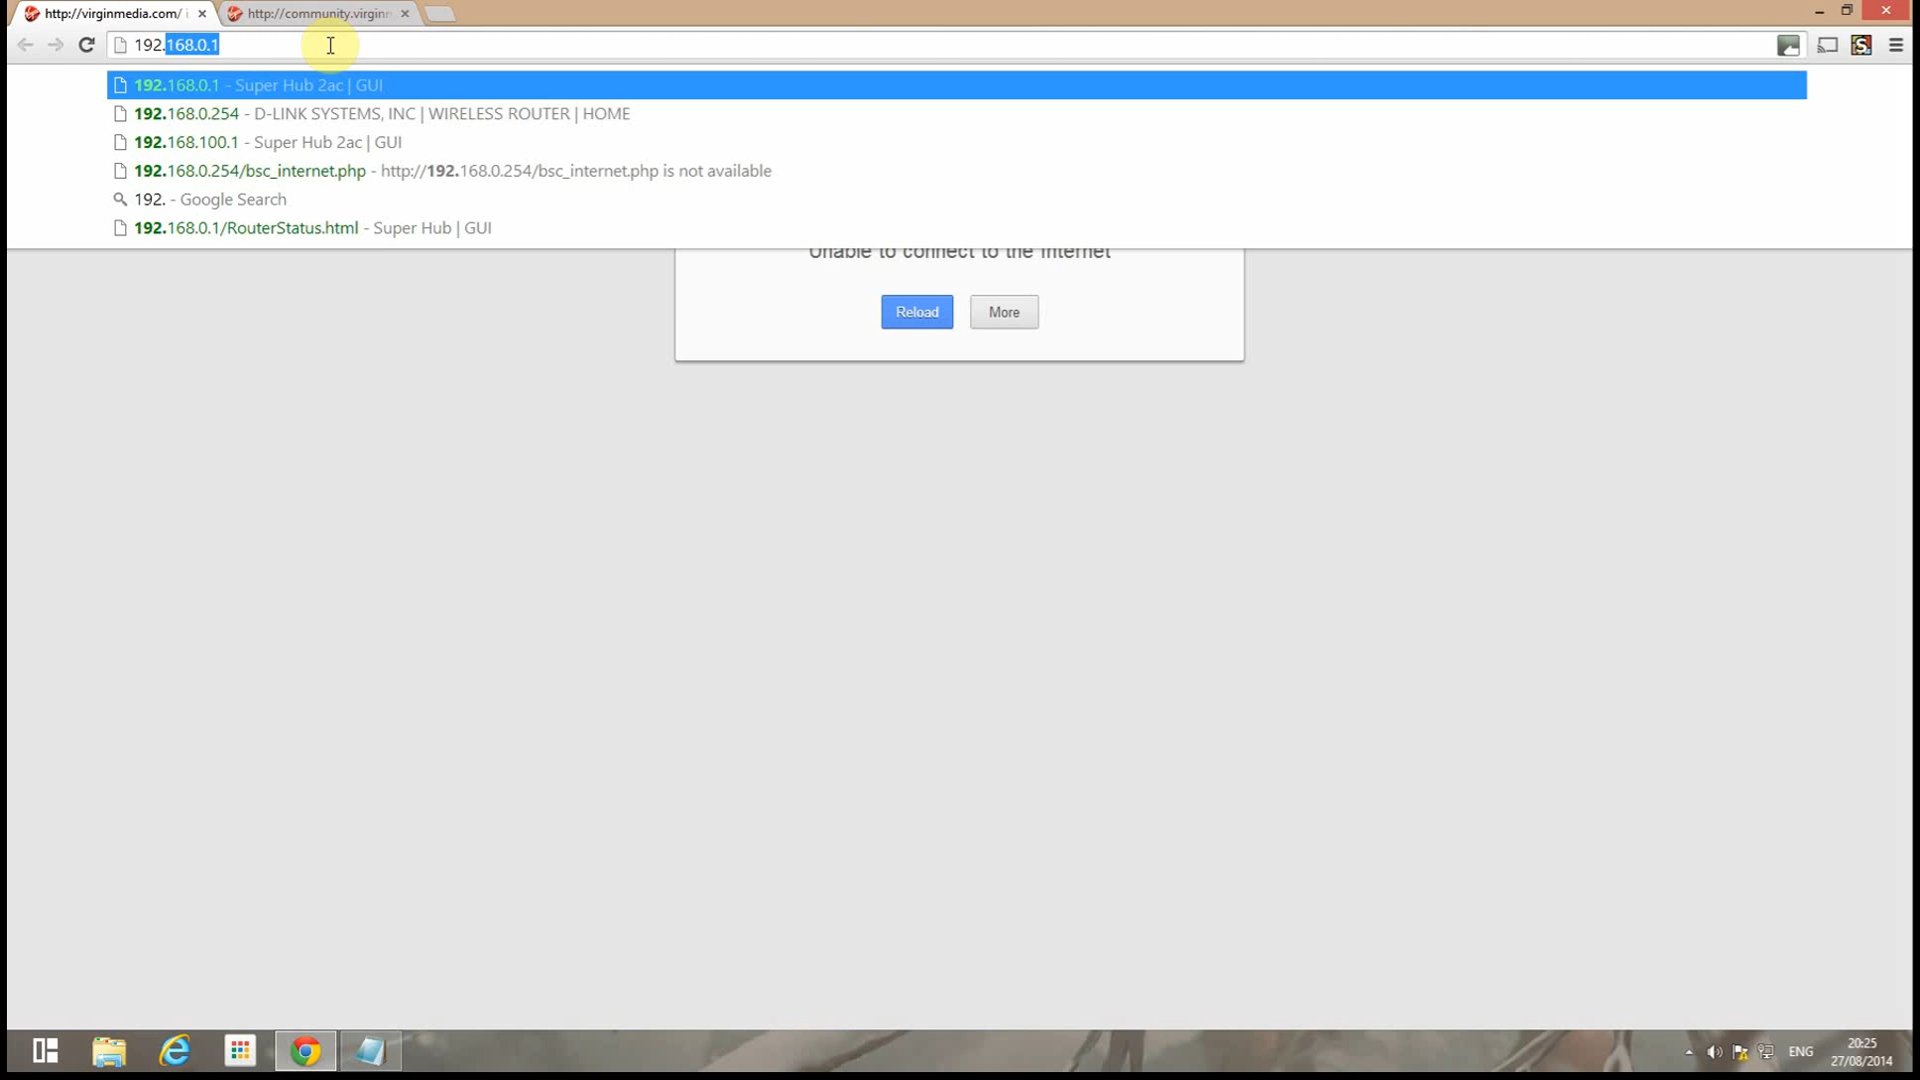 http://virginmedia.com/ i
http://community.virginm
192.168.0.1
192.168.0.1 - Super Hub 2ac | GUI
192.168.0.254 - D-LINK SYSTEMS, INC | WIRELESS ROUTER | HOME
192.168.100.1 - Super Hub 2ac | GUI
192.168.0.254/bsc_internet.php - http://192.168.0.254/bsc_internet.php is not available
192. - Google Search
192.168.0.1/RouterStatus.html - Super Hub | GUI
Unable to connect to the Internet
Reload More
ENG
20:25
27/08/2014